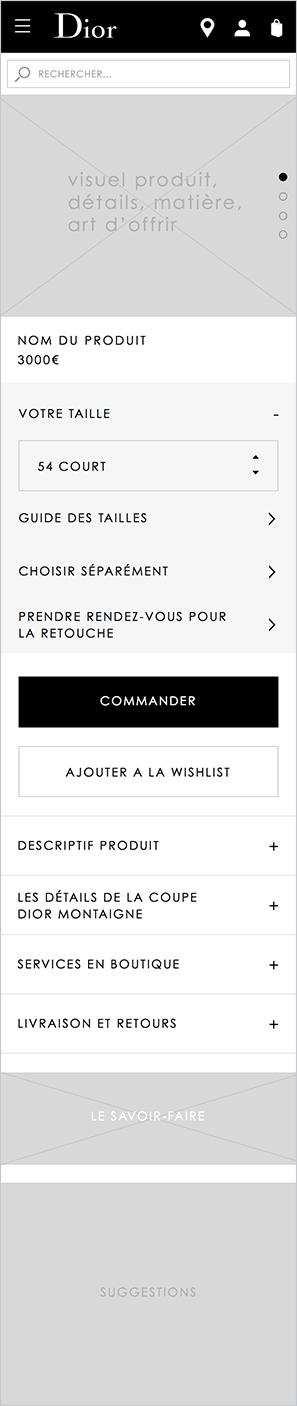 Dior
RECHERCHER...
visuel produit,
détails, matière,
art d'offrir
NOM DU PRODUIT
3000€
VOTRE TAILLE -
54 COURT
GUIDE DES TAILLES
CHOISIR SÉPARÉMENT
PRENDRE RENDEZ-VOUS POUR
LA RETOUCHE
COMMANDER
AJOUTER A LA WISHLIST
DESCRIPTIF PRODUIT +
LES DÉTAILS DE LA COUPE
DIOR MONTAIGNE +
SERVICES EN BOUTIQUE +
LIVRAISON ET RETOURS +
LE SAVOIR-FAIRE
SUGGESTIONS